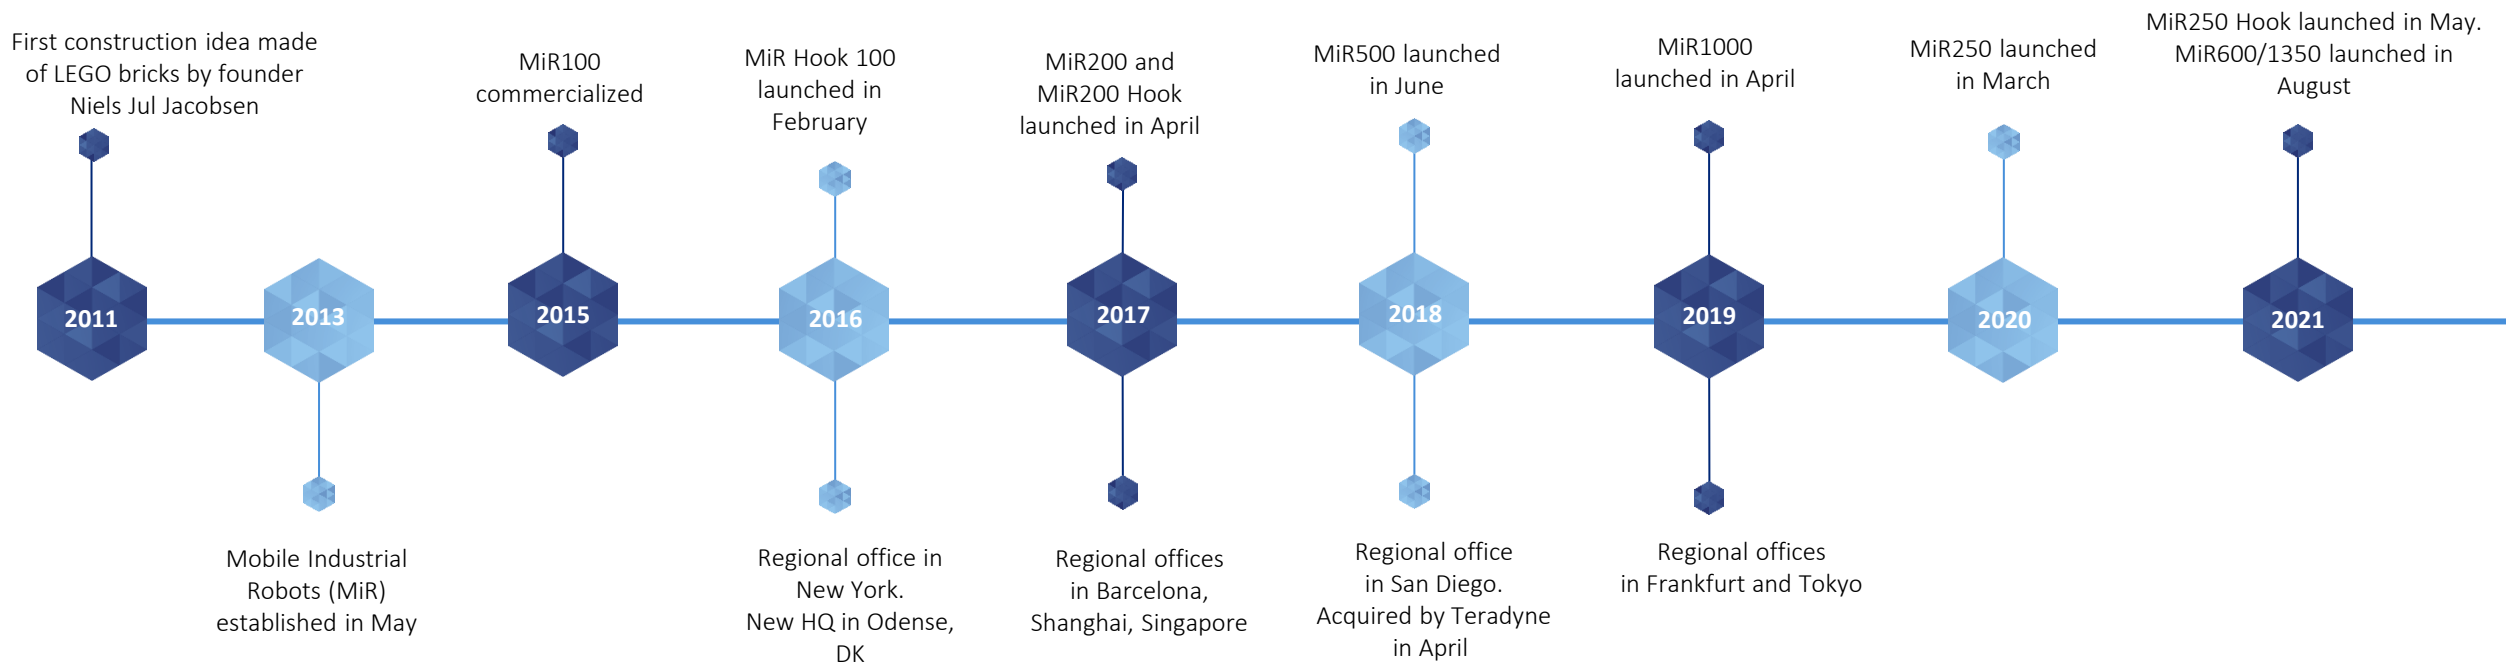 First construction idea made
of LEGO bricks by founder
Niels Jul Jacobsen
MiR100
commercialized
MiR Hook 100
launched in
February
MiR200 and
MiR200 Hook
launched in April
MiR500 launched
in June
MiR1000
launched in April
MiR250 launched
in March
MiR250 Hook launched in May.
MiR600/1350 launched in
August
2011
2013
2015
2016
2017
2018
2019
2020
2021
Mobile Industrial
Robots (MiR)
established in May
Regional office in
New York.
New HQ in Odense,
DK
Regional offices
in Barcelona,
Shanghai, Singapore
Regional office
in San Diego.
Acquired by Teradyne
in April
Regional offices
in Frankfurt and Tokyo